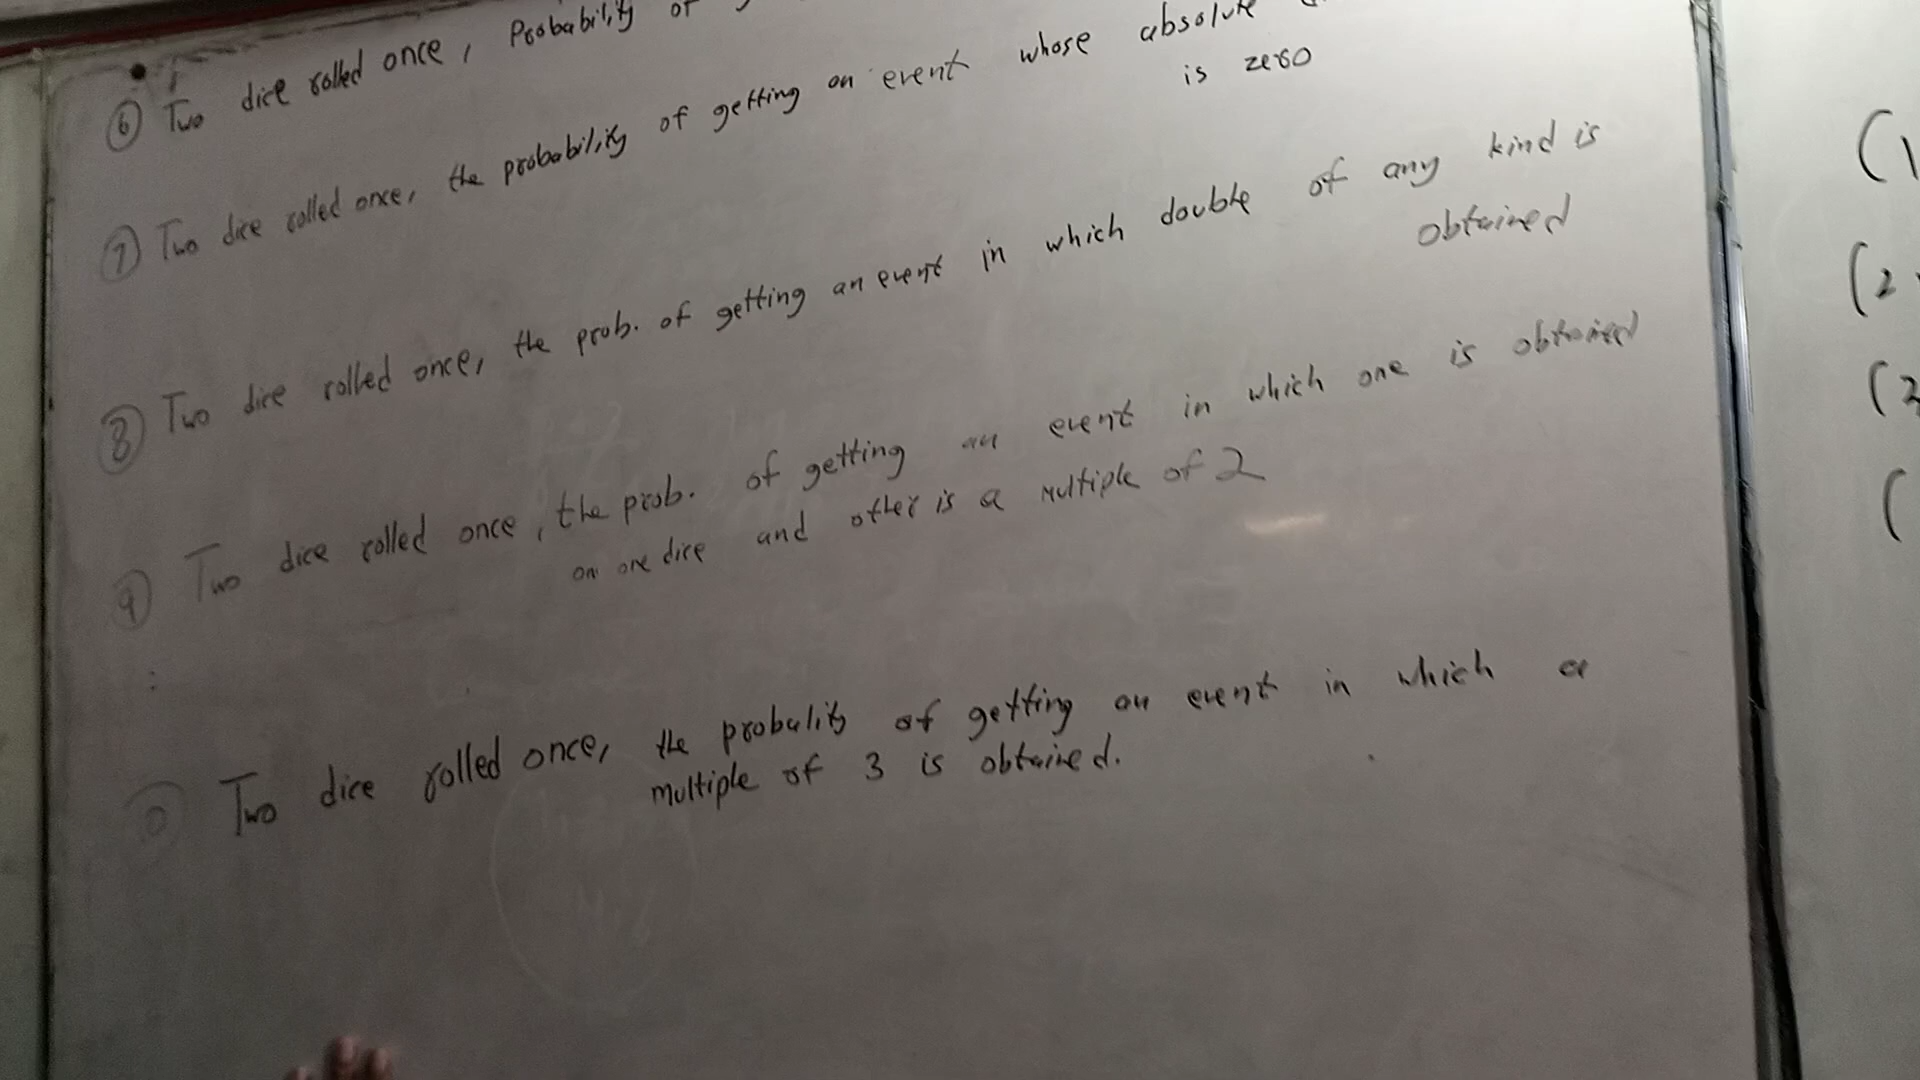 6 Two dice rolled once, Probability of
7 Two dice rolled once, the probability of getting an event whose absolute
is zero
8 Two dice rolled once, the prob. of getting an event in which double of any kind is
obtained
9 Two dice rolled once, the prob. of getting an event in which one is obtained
on one dice and other is a multiple of 2
Two dice rolled once, the probality of getting an event in which a
multiple of 3 is obtained.
(1
(2
(3
(